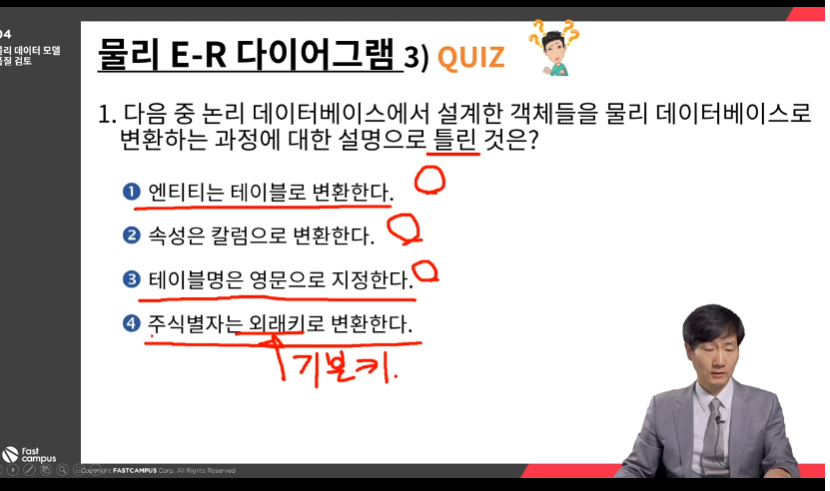 04
물리 데이터 모델
품질 검토
물리 E-R 다이어그램 3) QUIZ
1. 다음 중 논리 데이터베이스에서 설계한 객체들을 물리 데이터베이스로
변환하는 과정에 대한 설명으로 틀린 것은?
❶ 엔티티는 테이블로 변환한다.
❷ 속성은 칼럼으로 변환한다.
❸ 테이블명은 영문으로 지정한다.
❹ 주식별자는 외래키로 변환한다.
기본키.
fast
campus
Copyright FASTCAMPUS Corp. All Rights Reserved